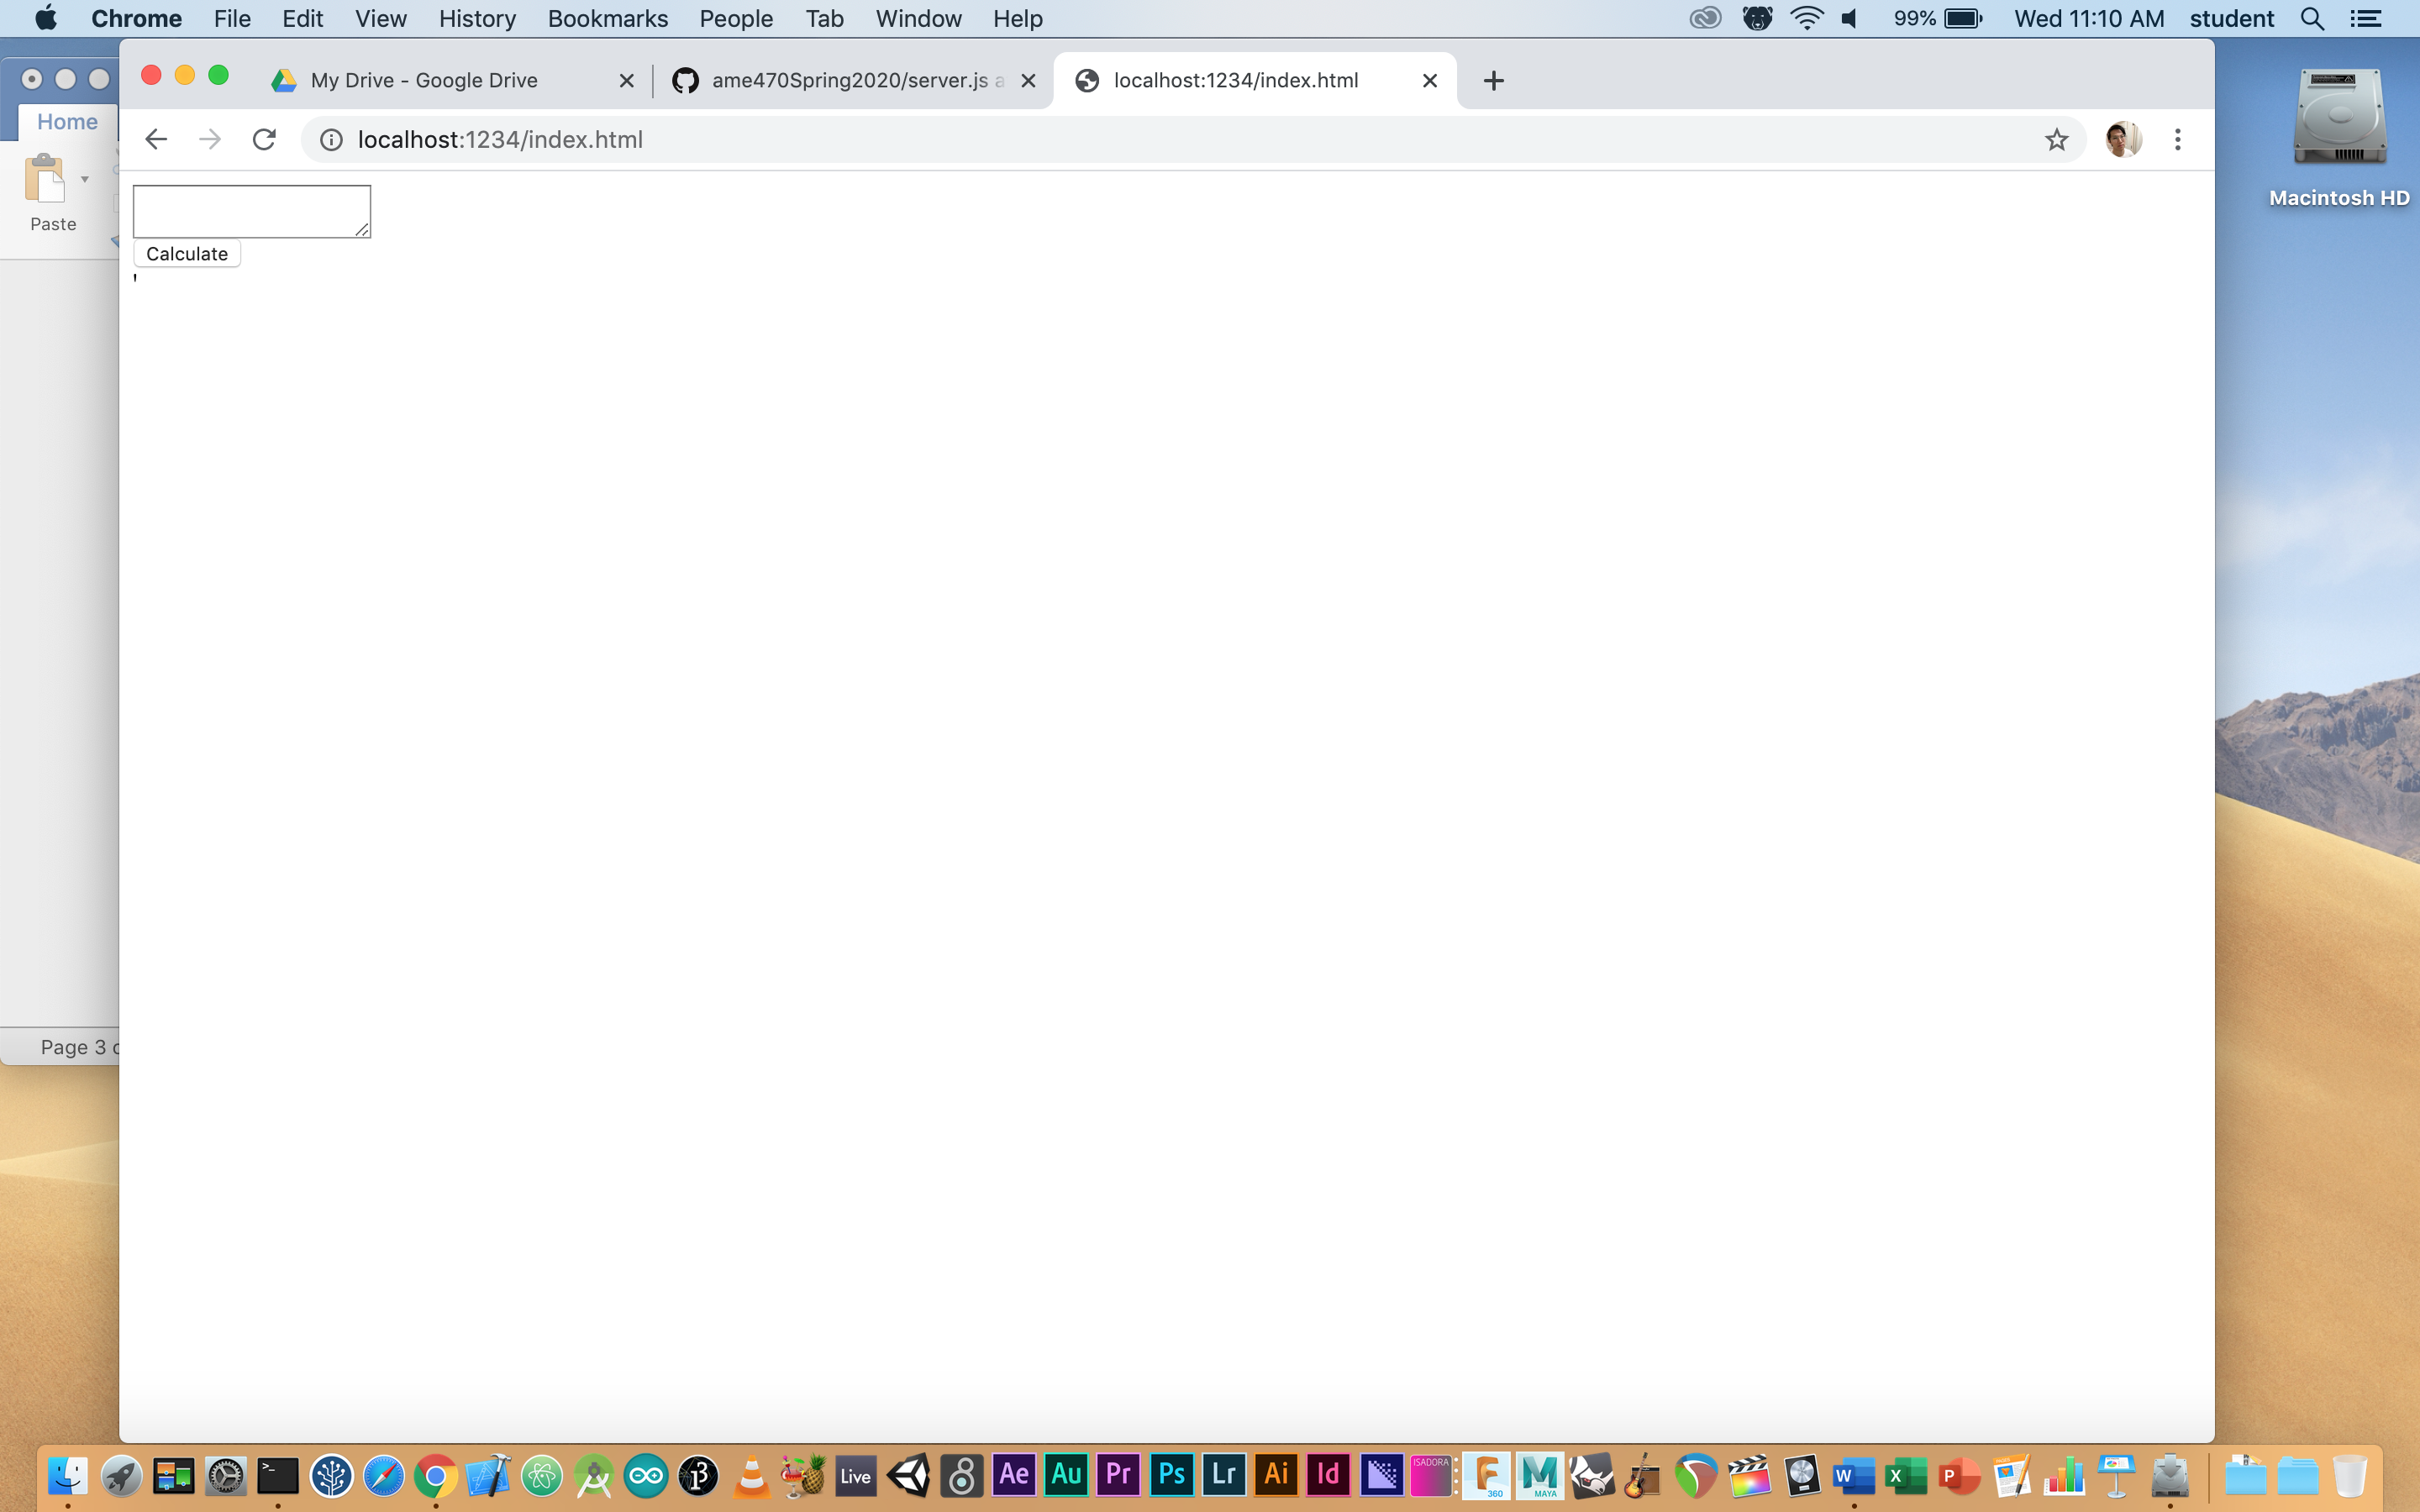 Chrome File Edit View History Bookmarks People Tab Window Help 99% Wed 11:10 AM student
My Drive - Google Drive ame470Spring2020/server.js a localhost:1234/index.html
Home
localhost:1234/index.html
Paste
Macintosh HD
Calculate
'
Page 3 o
Live Ae Au Pr Ps Lr Ai Id ISADORA 360 MAYA W X P